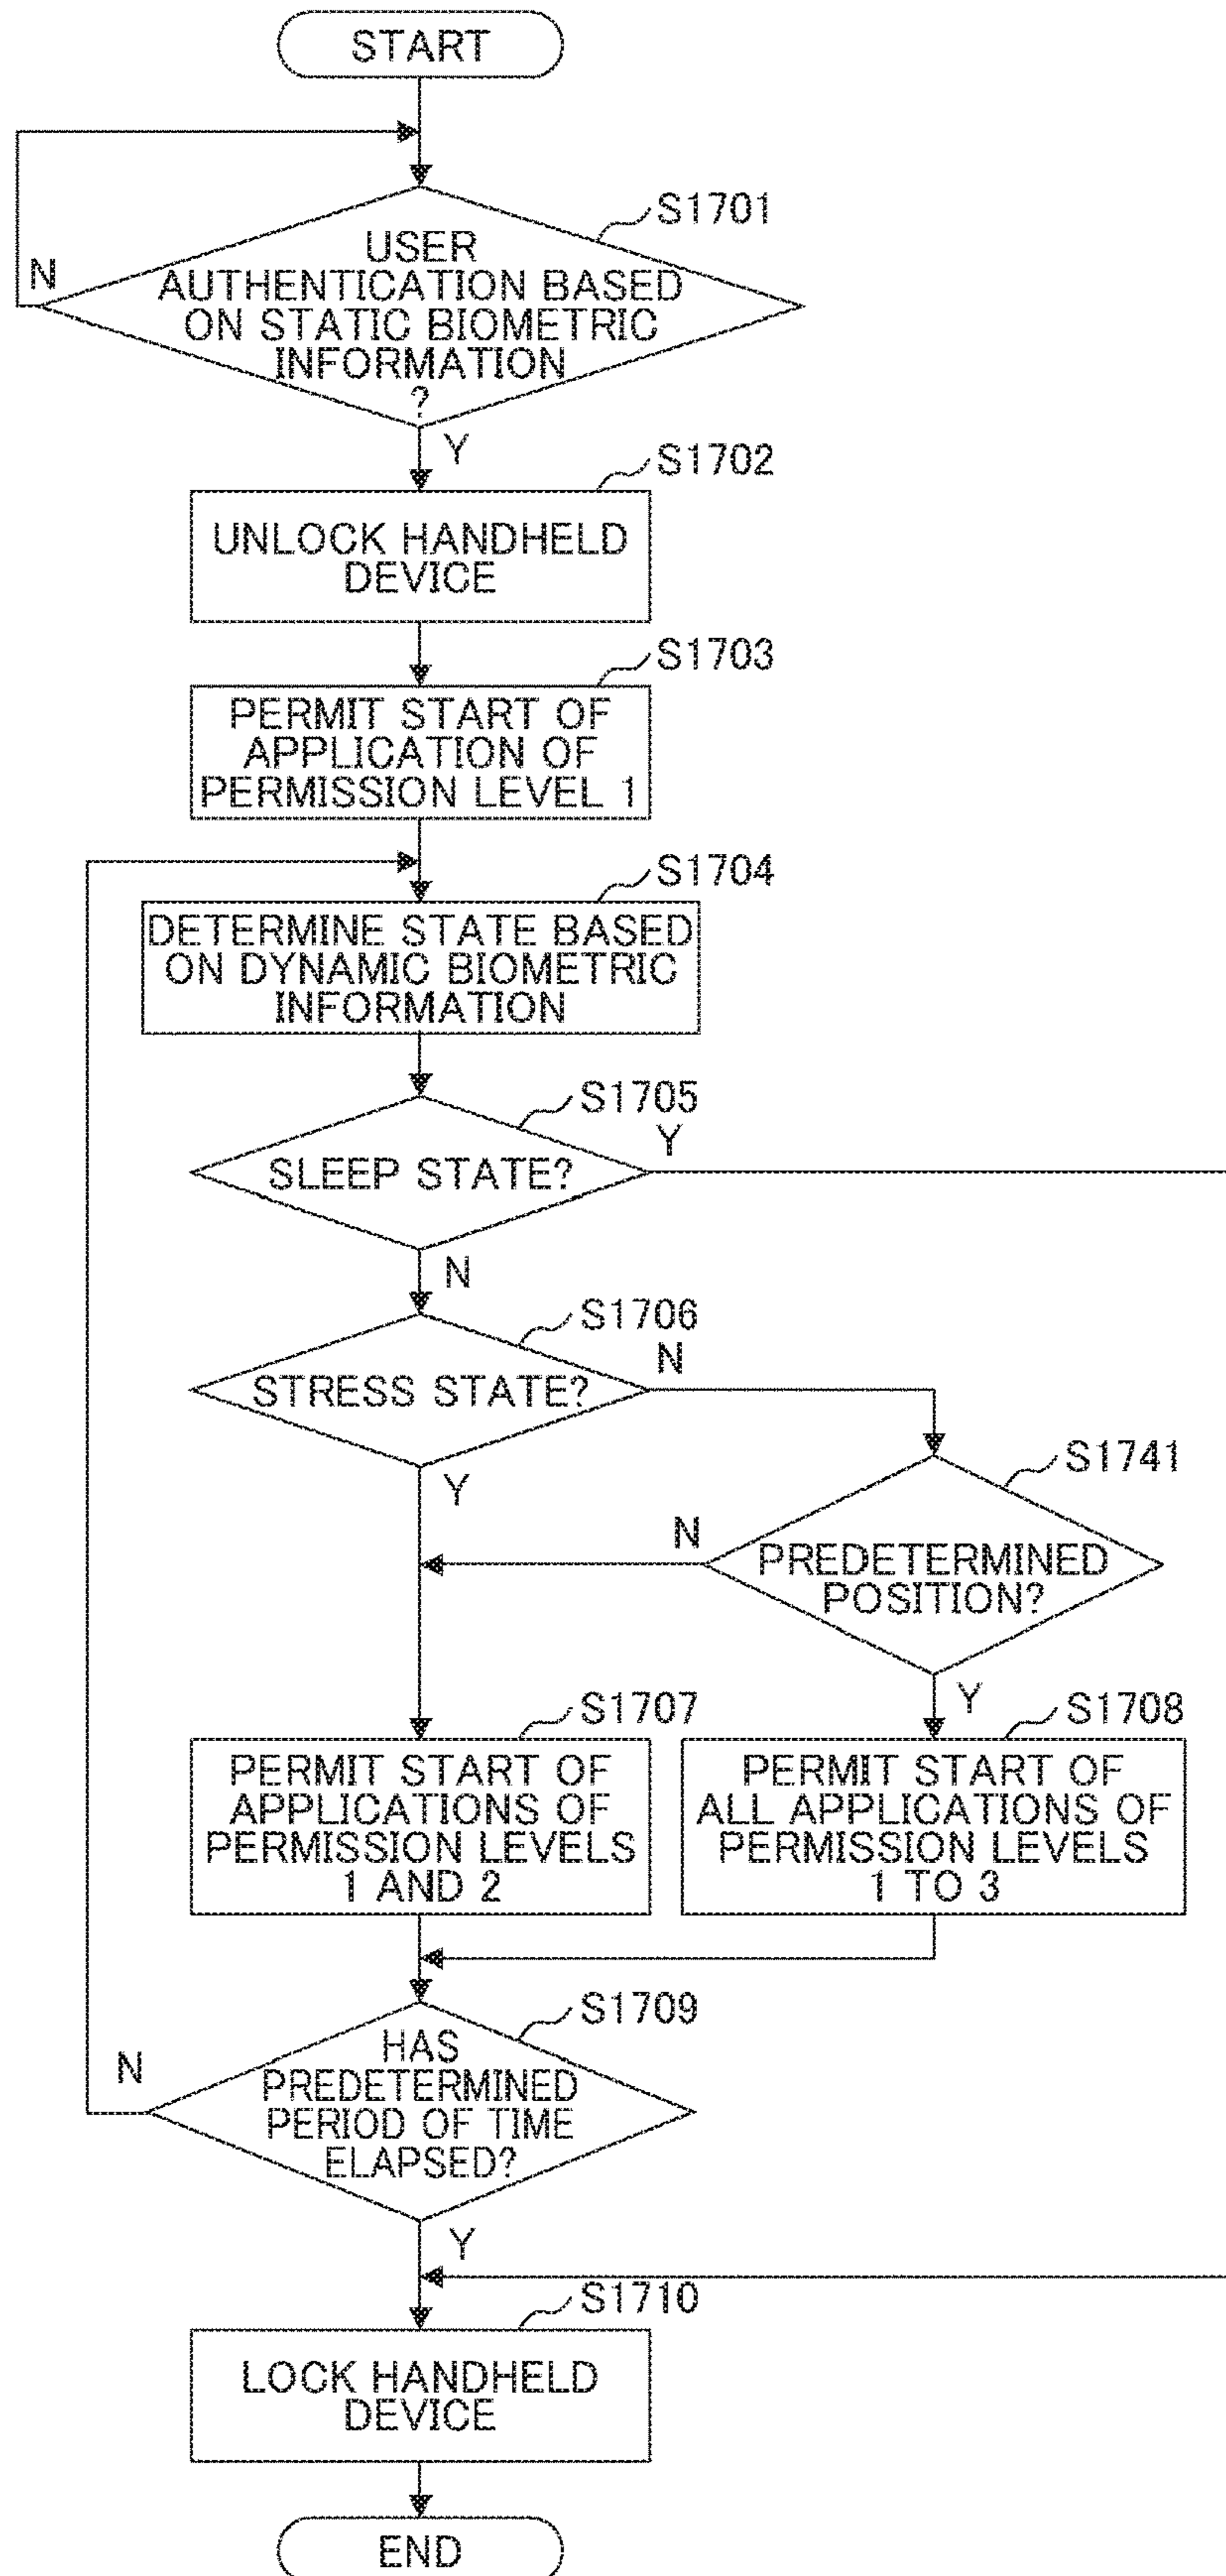 START
S1701
N
USER
AUTHENTICATION BASED
ON STATIC BIOMETRIC
INFORMATION
?
Y
S1702
UNLOCK HANDHELD
DEVICE
S1703
PERMIT START OF
APPLICATION OF
PERMISSION LEVEL 1
S1704
DETERMINE STATE BASED
ON DYNAMIC BIOMETRIC
INFORMATION
S1705
Y
SLEEP STATE?
N
S1706
N
STRESS STATE?
S1741
Y
N
PREDETERMINED
POSITION?
Y
S1707
PERMIT START OF
APPLICATIONS OF
PERMISSION LEVELS
1 AND 2
S1708
PERMIT START OF
ALL APPLICATIONS OF
PERMISSION LEVELS
1 TO 3
S1709
N
HAS
PREDETERMINED
PERIOD OF TIME
ELAPSED?
Y
S1710
LOCK HANDHELD
DEVICE
END